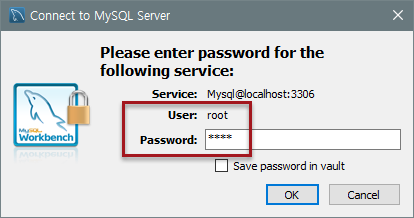 Connect to MySQL Server
Please enter password for the
following service:
Service: Mysql@localhost:3306
User: root
Password: ****
MySQL
Workbench
Save password in vault
OK Cancel